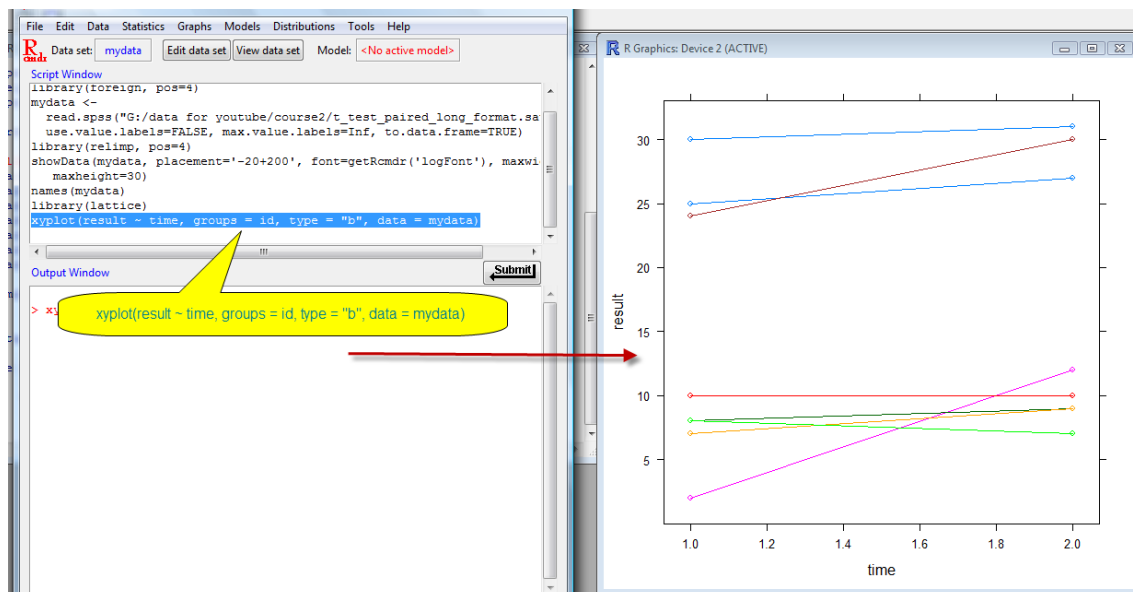 File Edit Data Statistics Graphs Models Distributions Tools Help
R
Cmdr
Data set: mydata Edit data set View data set Model: <No active model>
Script Window
library(foreign, pos=4)
mydata <-
read.spss("G:/data for youtube/course2/t_test_paired_long_format.sa
use.value.labels=FALSE, max.value.labels=Inf, to.data.frame=TRUE)
library(relimp, pos=4)
showData(mydata, placement='-20+200', font=getRcmdr('logFont'), maxwi
maxheight=30)
names(mydata)
library(lattice)
xyplot(result ~ time, groups = id, type = "b", data = mydata)
Output Window
Submit
> xy
xyplot(result ~ time, groups = id, type = "b", data = mydata)
R Graphics: Device 2 (ACTIVE)
result
30
25
20
15
10
5
1.0 1.2 1.4 1.6 1.8 2.0
time